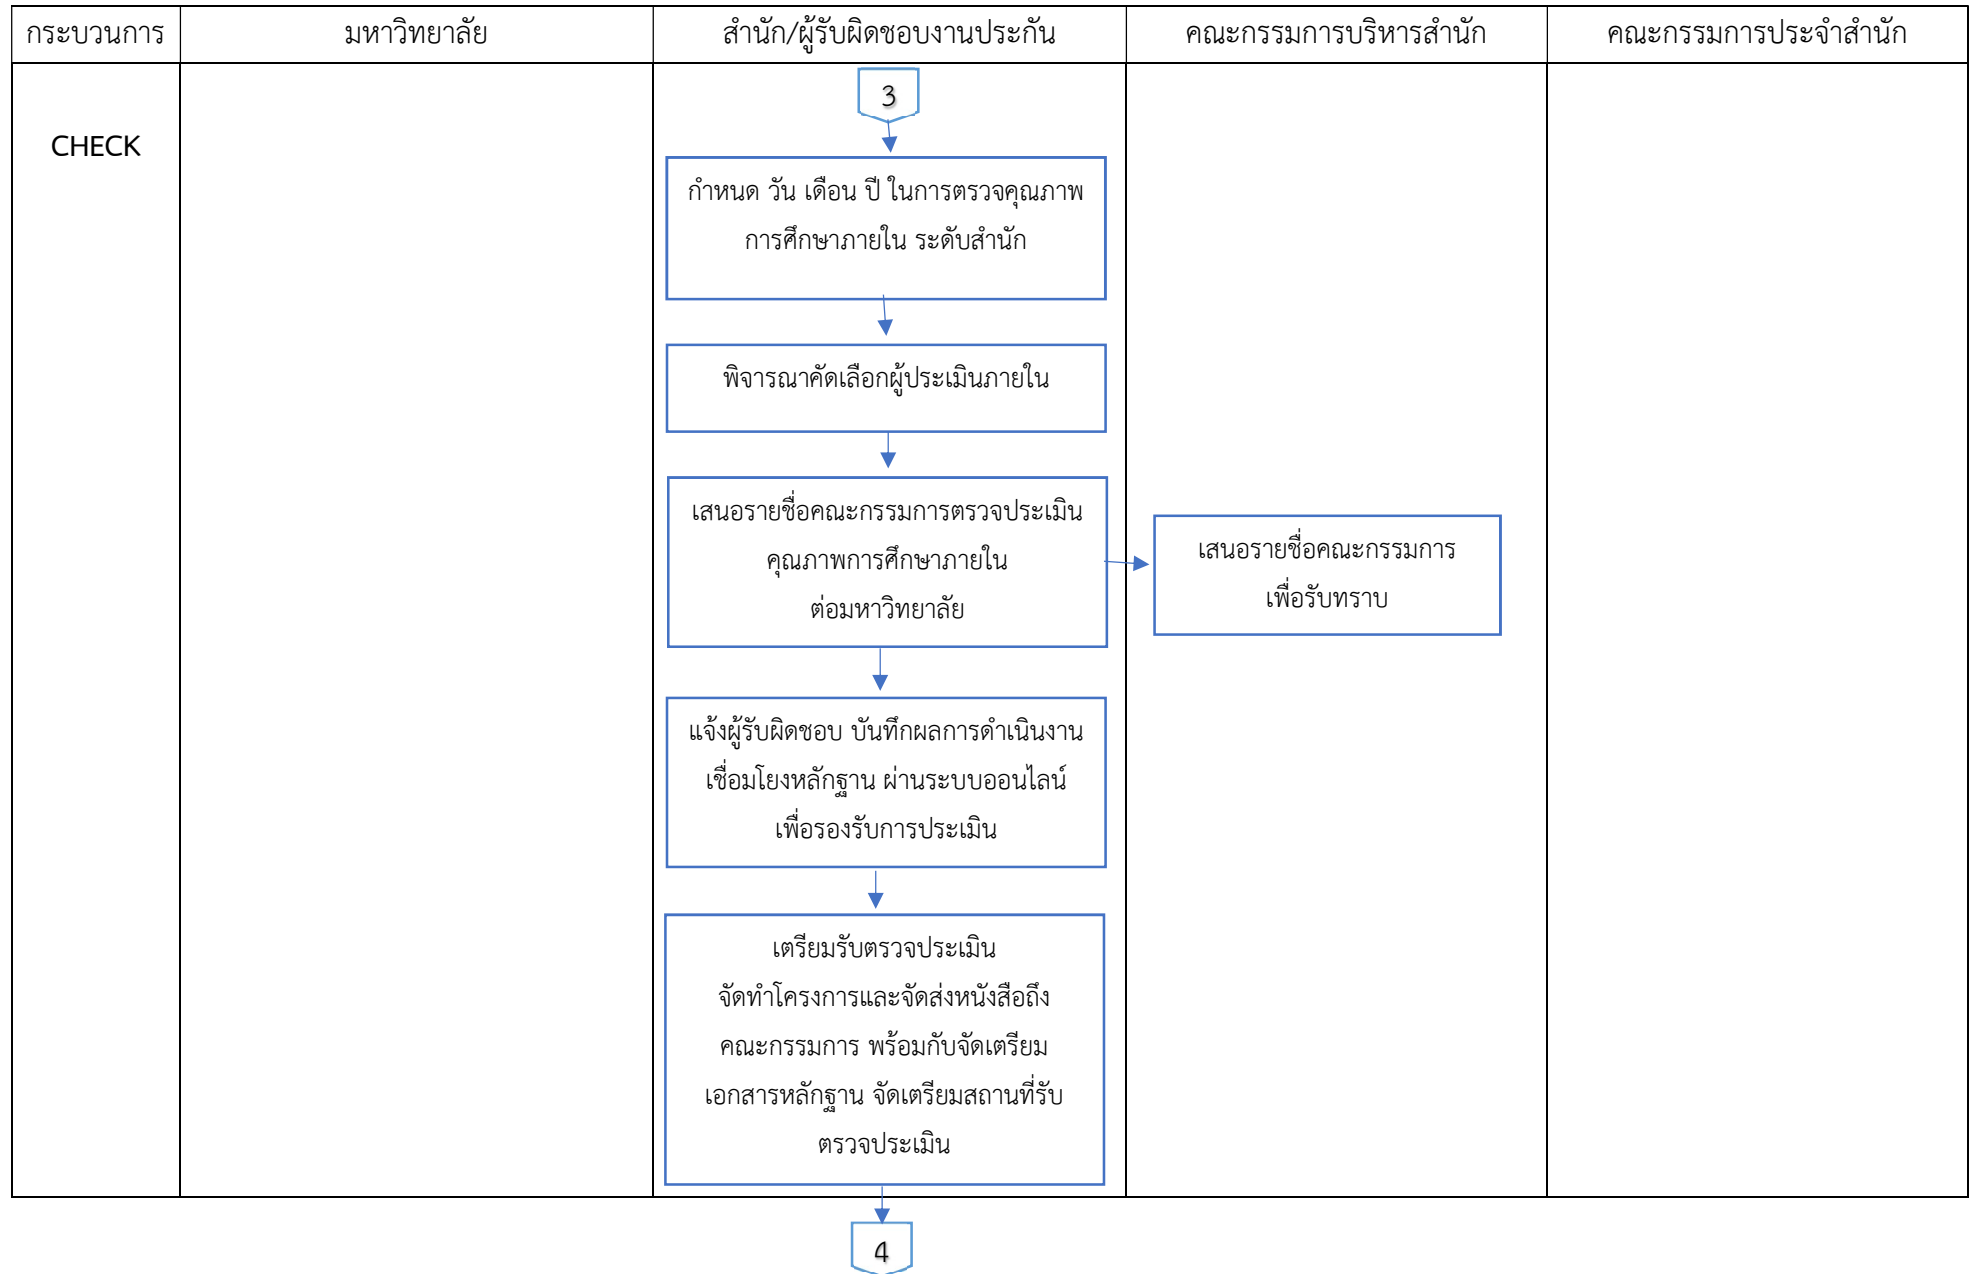 กระบวนการ
มหาวิทยาลัย
สำนัก/ผู้รับผิดชอบงานประกัน
คณะกรรมการบริหารสำนัก
คณะกรรมการประจำสำนัก
CHECK
3
กำหนด วัน เดือน ปี ในการตรวจคุณภาพ
การศึกษาภายใน ระดับสำนัก
พิจารณาคัดเลือกผู้ประเมินภายใน
เสนอรายชื่อคณะกรรมการตรวจประเมิน
คุณภาพการศึกษาภายใน
ต่อมหาวิทยาลัย
เสนอรายชื่อคณะกรรมการ
เพื่อรับทราบ
แจ้งผู้รับผิดชอบ บันทึกผลการดำเนินงาน
เชื่อมโยงหลักฐาน ผ่านระบบออนไลน์
เพื่อรองรับการประเมิน
เตรียมรับตรวจประเมิน
จัดทำโครงการและจัดส่งหนังสือถึง
คณะกรรมการ พร้อมกับจัดเตรียม
เอกสารหลักฐาน จัดเตรียมสถานที่รับ
ตรวจประเมิน
4